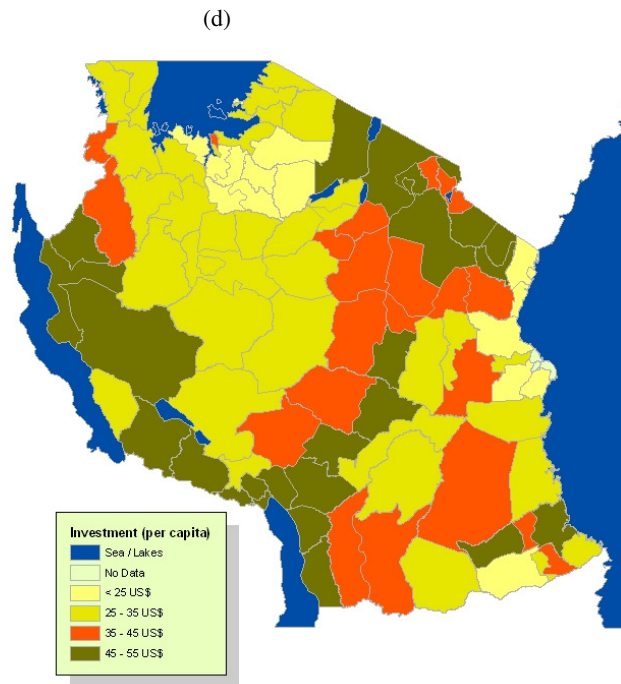 (d)
Investment (per capita)
Sea / Lakes
No Data
< 25 US$
25 - 35 US$
35 - 45 US$
45 - 55 US$